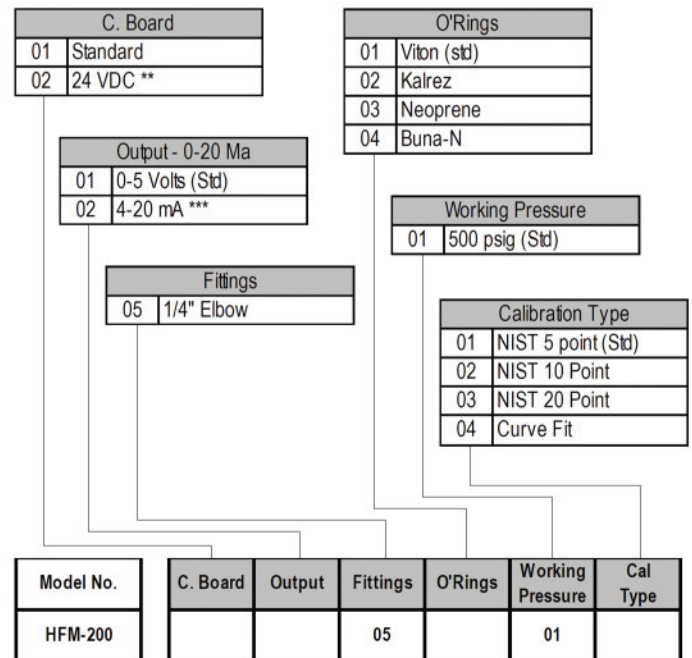 C. Board
01 Standard
02 24 VDC **
O'Rings
01 Viton (std)
02 Kalrez
03 Neoprene
04 Buna-N
Output - 0-20 Ma
01 0-5 Volts (Std)
02 4-20 mA ***
Working Pressure
01 500 psig (Std)
Fittings
05 1/4" Elbow
Calibration Type
01 NIST 5 point (Std)
02 NIST 10 Point
03 NIST 20 Point
04 Curve Fit
Model No. C. Board Output Fittings O'Rings Working Pressure Cal Type
HFM-200 05 01